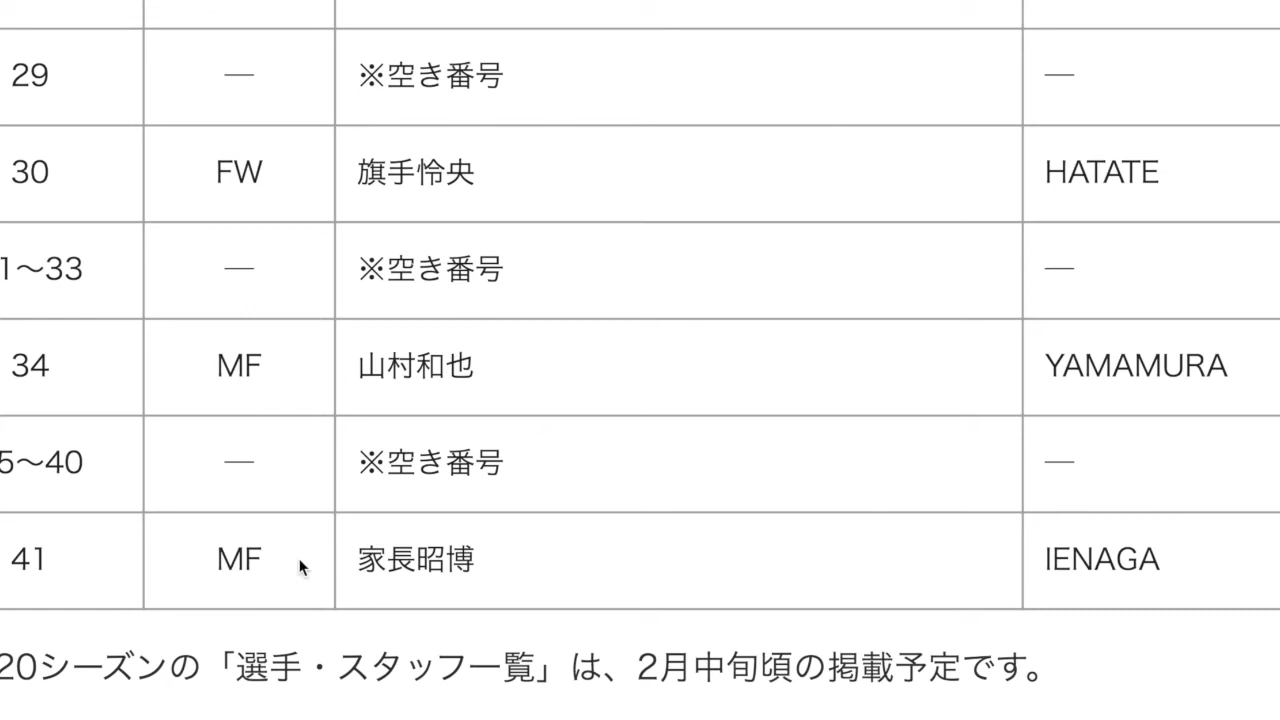 29 — ※空き番号 —
30 FW 旗手怜央 HATATE
1～33 — ※空き番号 —
34 MF 山村和也 YAMAMURA
5～40 — ※空き番号 —
41 MF 家長昭博 IENAGA
20シーズンの「選手・スタッフ一覧」は、2月中旬頃の掲載予定です。